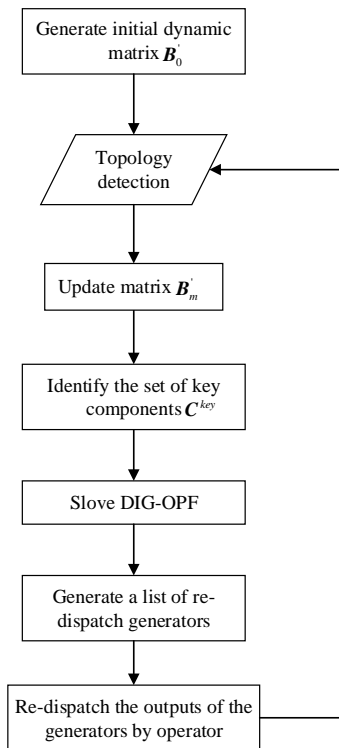 Generate initial dynamic
matrix B'₀
Topology
detection
Update matrix B'ₘ
Identify the set of key
components Cᵏᵉʸ
Slove DIG-OPF
Generate a list of re-
dispatch generators
Re-dispatch the outputs of the
generators by operator